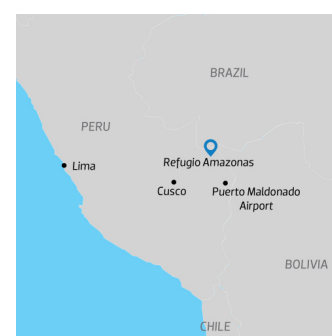 BRAZIL
PERU
Lima
Refugio Amazonas
Cusco
Puerto Maldonado
Airport
BOLIVIA
CHILE